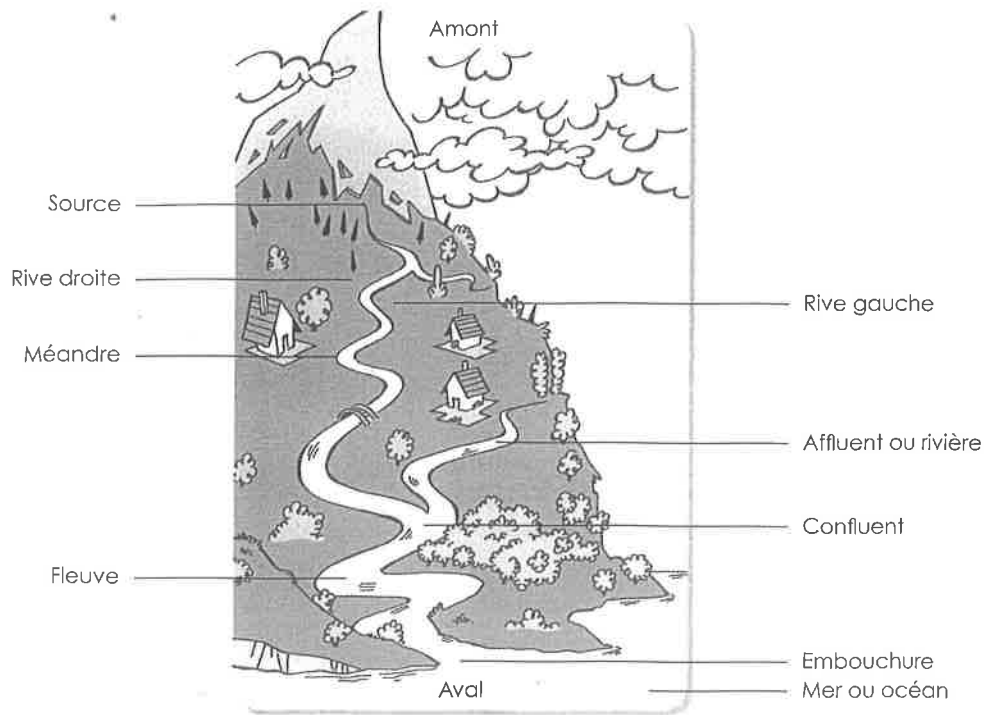 Amont
Source
Rive droite
Rive gauche
Méandre
Affluent ou rivière
Confluent
Fleuve
Embouchure
Aval
Mer ou océan